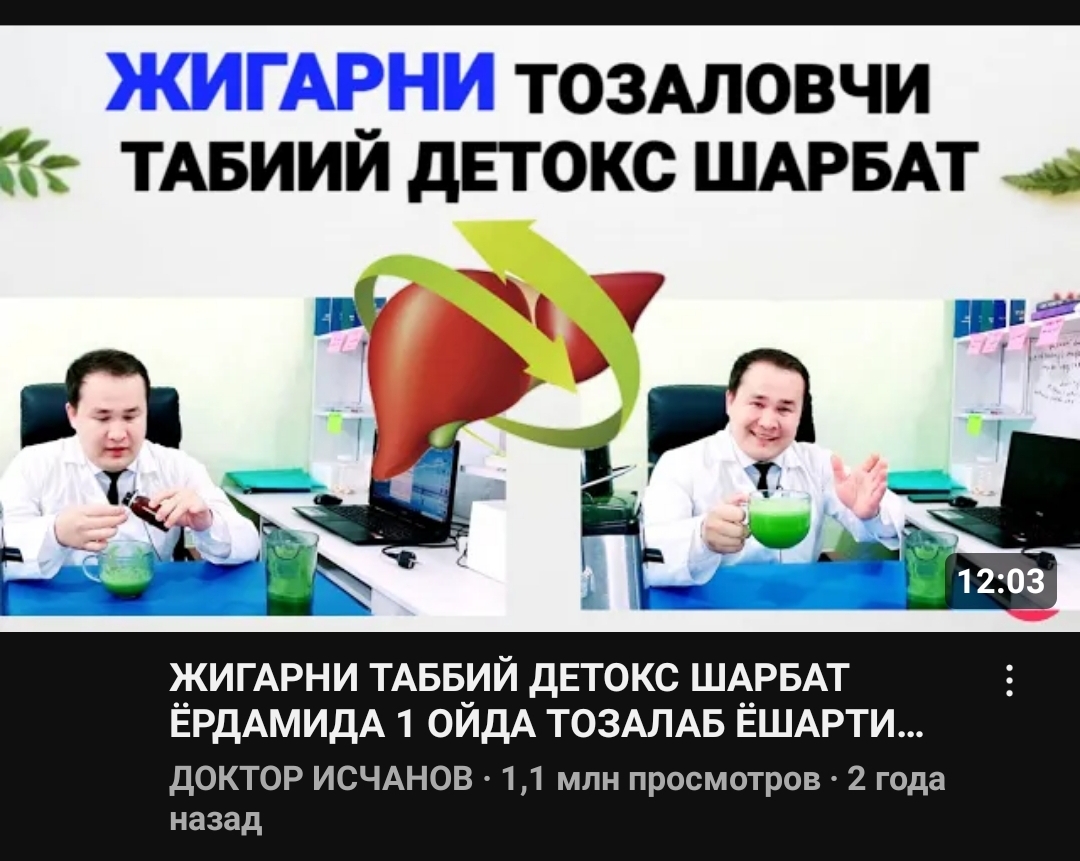 ЖИГАРНИ ТОЗАЛОВЧИ
ТАБИИЙ ДЕТОКС ШАРБАТ
12:03
ЖИГАРНИ ТАББИЙ ДЕТОКС ШАРБАТ
ЁРДАМИДА 1 ОЙДА ТОЗАЛАБ ЁШАРТИ...
ДОКТОР ИСЧАНОВ · 1,1 млн просмотров · 2 года
назад